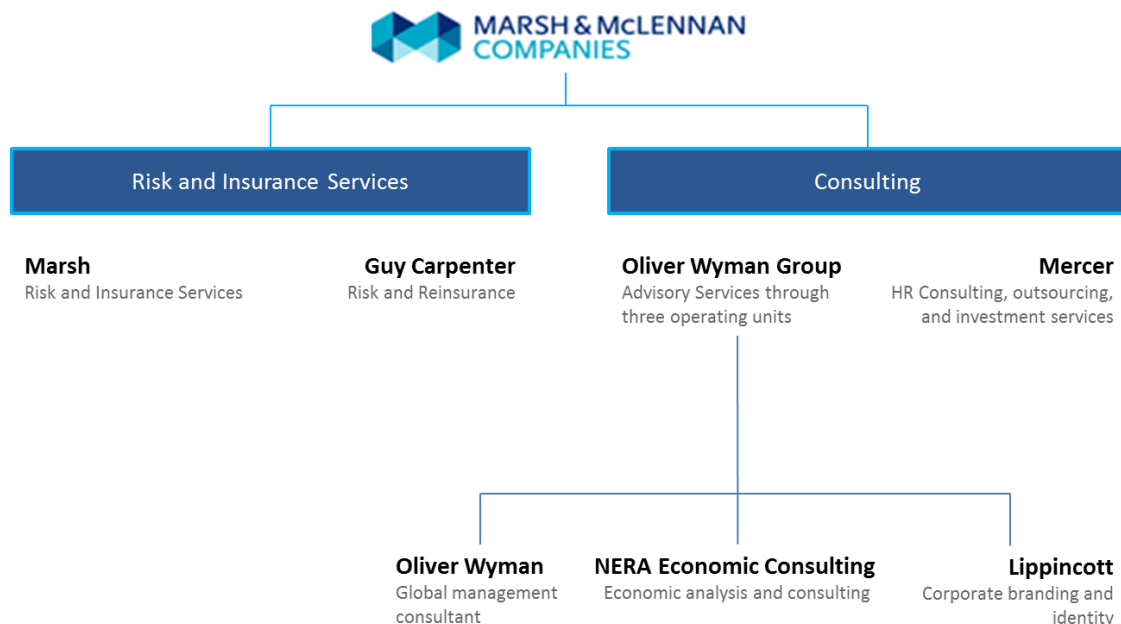 MARSH & MCLENNAN
COMPANIES
Risk and Insurance Services
Consulting
Marsh
Risk and Insurance Services
Guy Carpenter
Risk and Reinsurance
Oliver Wyman Group
Advisory Services through
three operating units
Mercer
HR Consulting, outsourcing,
and investment services
Oliver Wyman
Global management
consultant
NERA Economic Consulting
Economic analysis and consulting
Lippincott
Corporate branding and
identity